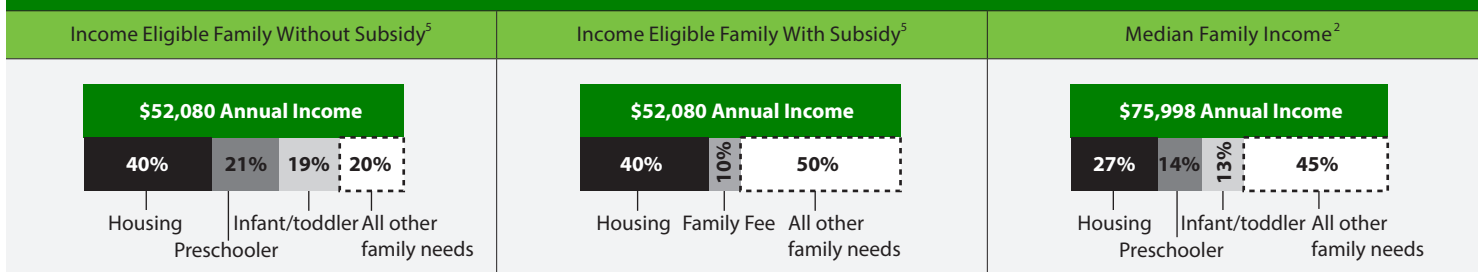 Income Eligible Family Without Subsidy⁵
$52,080 Annual Income
40% 21% 19% 20%
Housing Infant/toddler All other
Preschooler family needs
Income Eligible Family With Subsidy⁵
$52,080 Annual Income
40% 10% 50%
Housing Family Fee All other
family needs
Median Family Income²
$75,998 Annual Income
27% 14% 13% 45%
Housing Infant/toddler All other
Preschooler family needs